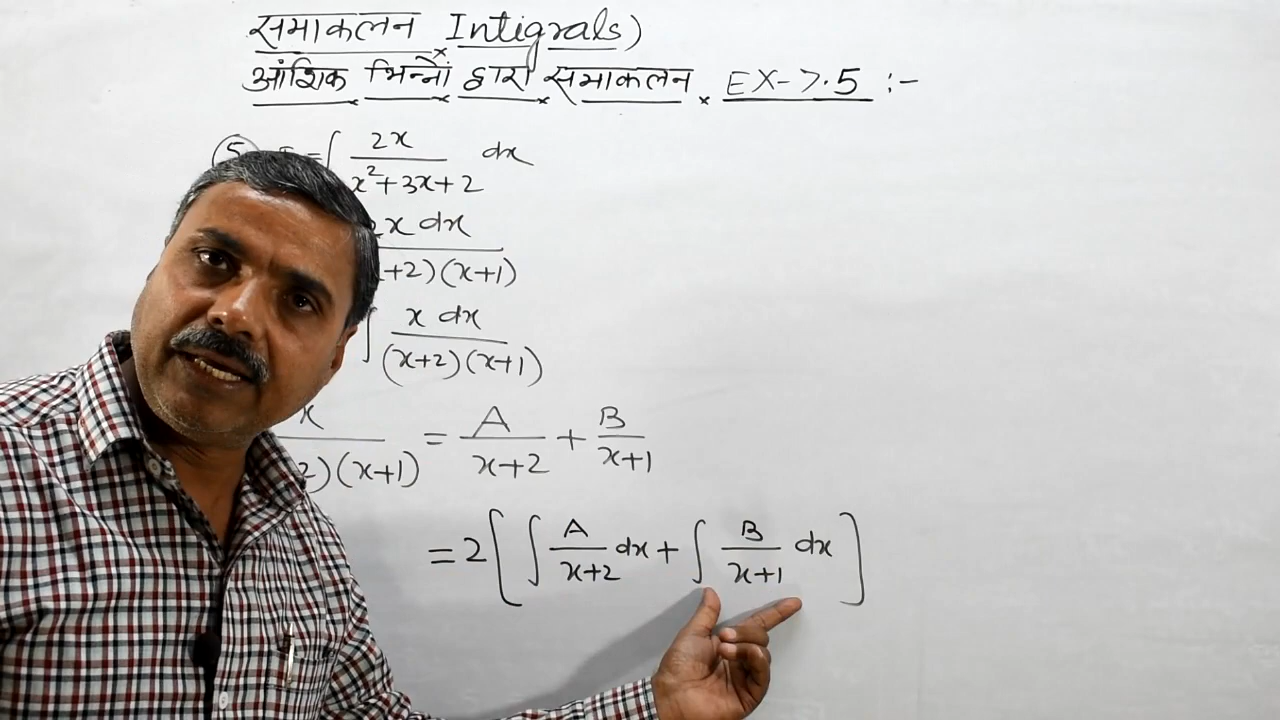 समाकलन Intigrals)
आंशिक भिन्नों द्वारा समाकलन EX-7.5 :-
⑤ = ∫ 2x / x²+3x+2 dx
2x dx / +2)(x+1)
∫ x dx / (x+2)(x+1)
x / 2)(x+1) = A / x+2 + B / x+1
= 2 [ ∫ A / x+2 dx + ∫ B / x+1 dx ]